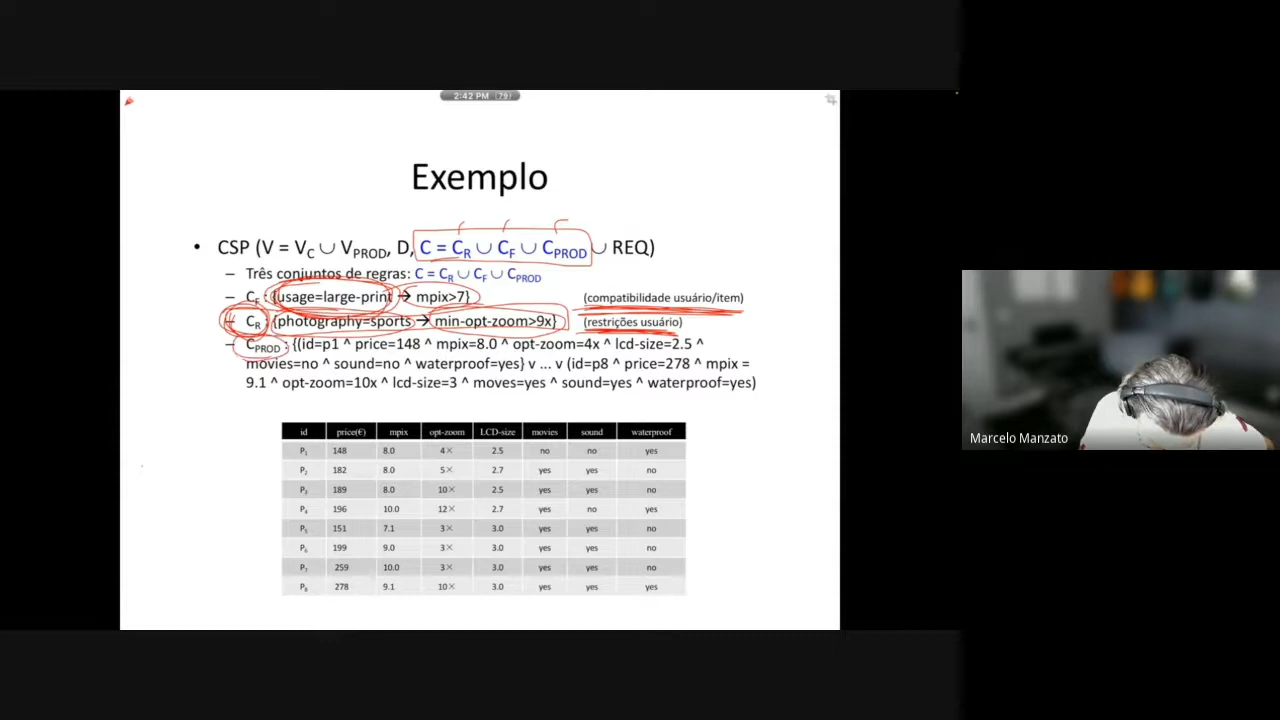 2:42 PM (79)
Exemplo
• CSP (V = V_C ∪ V_PROD, D, C = C_R ∪ C_F ∪ C_PROD ∪ REQ)
– Três conjuntos de regras: C = C_R ∪ C_F ∪ C_PROD
– C_F : {usage=large-print → mpix>7} (compatibilidade usuário/item)
– C_R : {photography=sports → min-opt-zoom>9x} (restrições usuário)
– C_PROD : {(id=p1 ^ price=148 ^ mpix=8.0 ^ opt-zoom=4x ^ lcd-size=2.5 ^
movies=no ^ sound=no ^ waterproof=yes} v ... v (id=p8 ^ price=278 ^ mpix =
9.1 ^ opt-zoom=10x ^ lcd-size=3 ^ moves=yes ^ sound=yes ^ waterproof=yes)
id price(€) mpix opt-zoom LCD-size movies sound waterproof
P1 148 8.0 4× 2.5 no no yes
P2 182 8.0 5× 2.7 yes yes no
P3 189 8.0 10× 2.5 yes yes no
P4 196 10.0 12× 2.7 yes no yes
P5 151 7.1 3× 3.0 yes yes no
P6 199 9.0 3× 3.0 yes yes no
P7 259 10.0 3× 3.0 yes yes no
P8 278 9.1 10× 3.0 yes yes yes
Marcelo Manzato